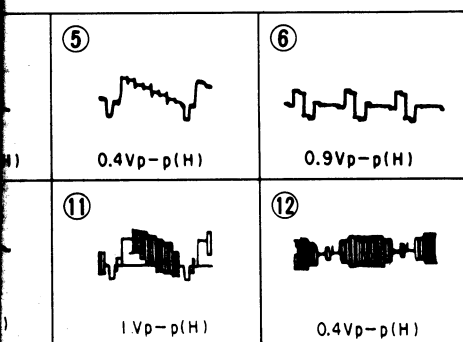 ⑤ ⑥
H) 0.4Vp-p(H) 0.9Vp-p(H)
⑪ ⑫
) 1Vp-p(H) 0.4Vp-p(H)